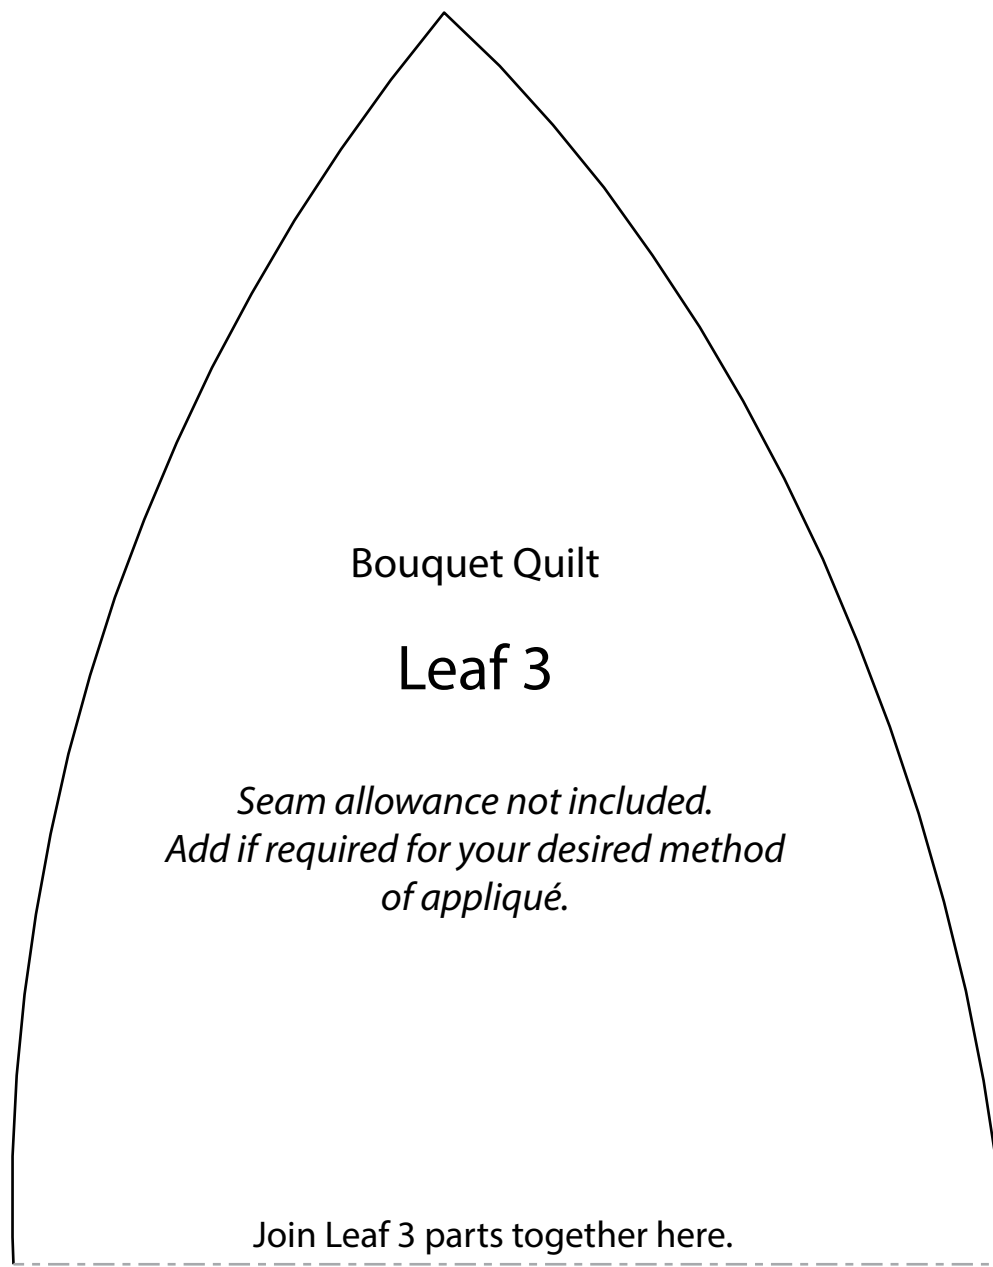 Bouquet Quilt
Leaf 3
Seam allowance not included.
Add if required for your desired method
of appliqué.
Join Leaf 3 parts together here.